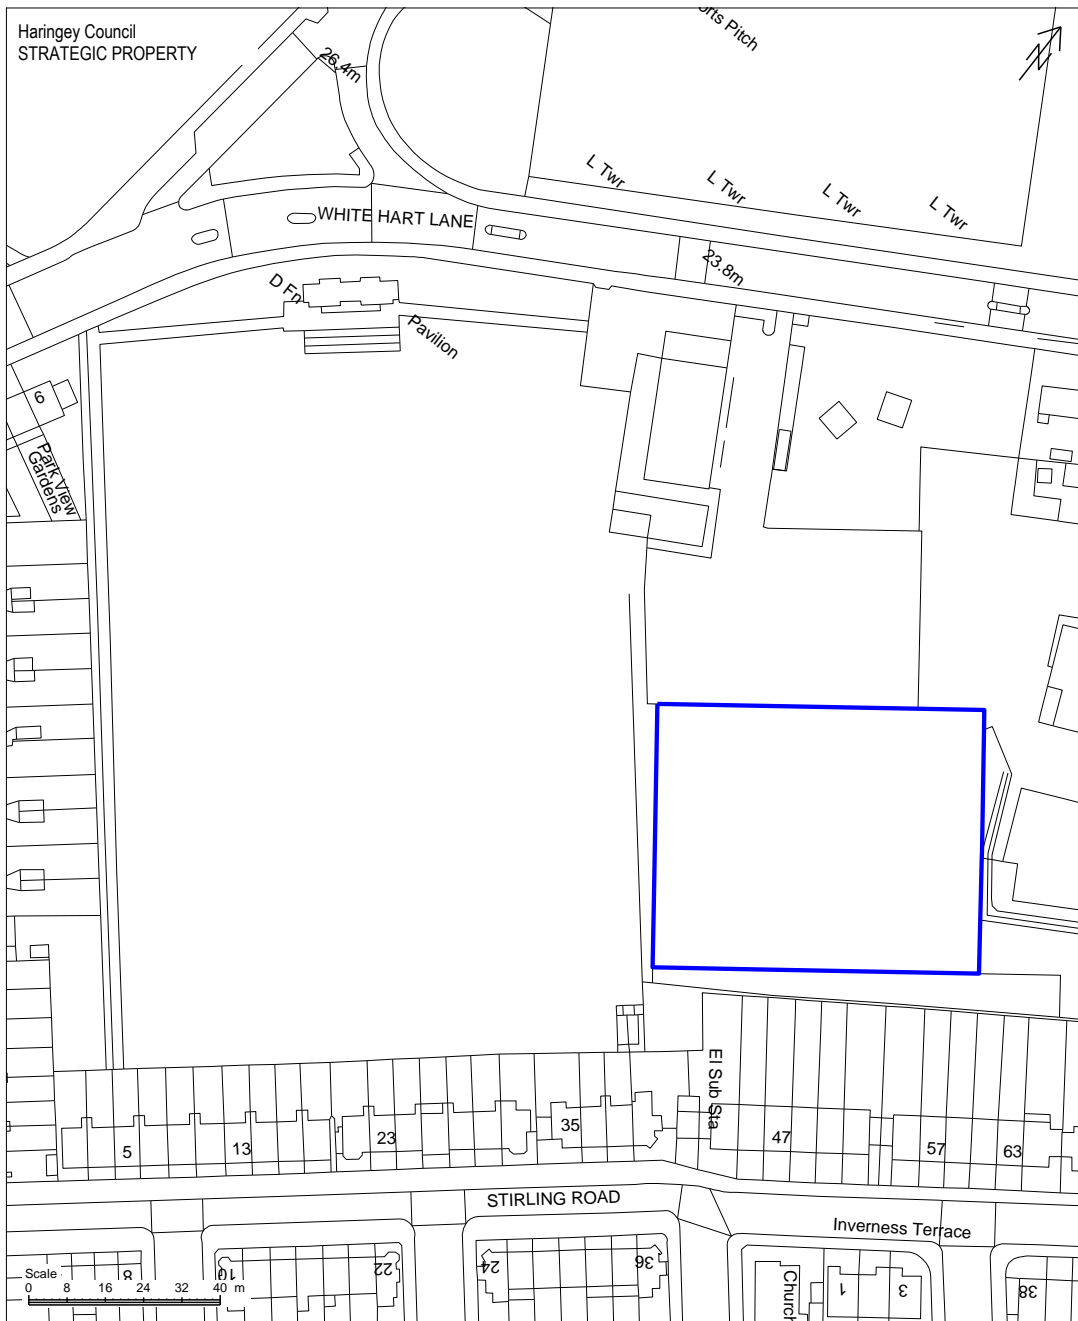 Haringey Council
STRATEGIC PROPERTY
orts Pitch
26.4m
L Twr
L Twr
L Twr
L Twr
WHITE HART LANE
23.8m
D Fn
Pavilion
6
Park View
Gardens
El Sub Sta
5
13
23
35
47
57
63
STIRLING ROAD
Inverness Terrace
8
10
22
24
36
Church
1
3
38
Scale
0 8 16 24 32 40 m